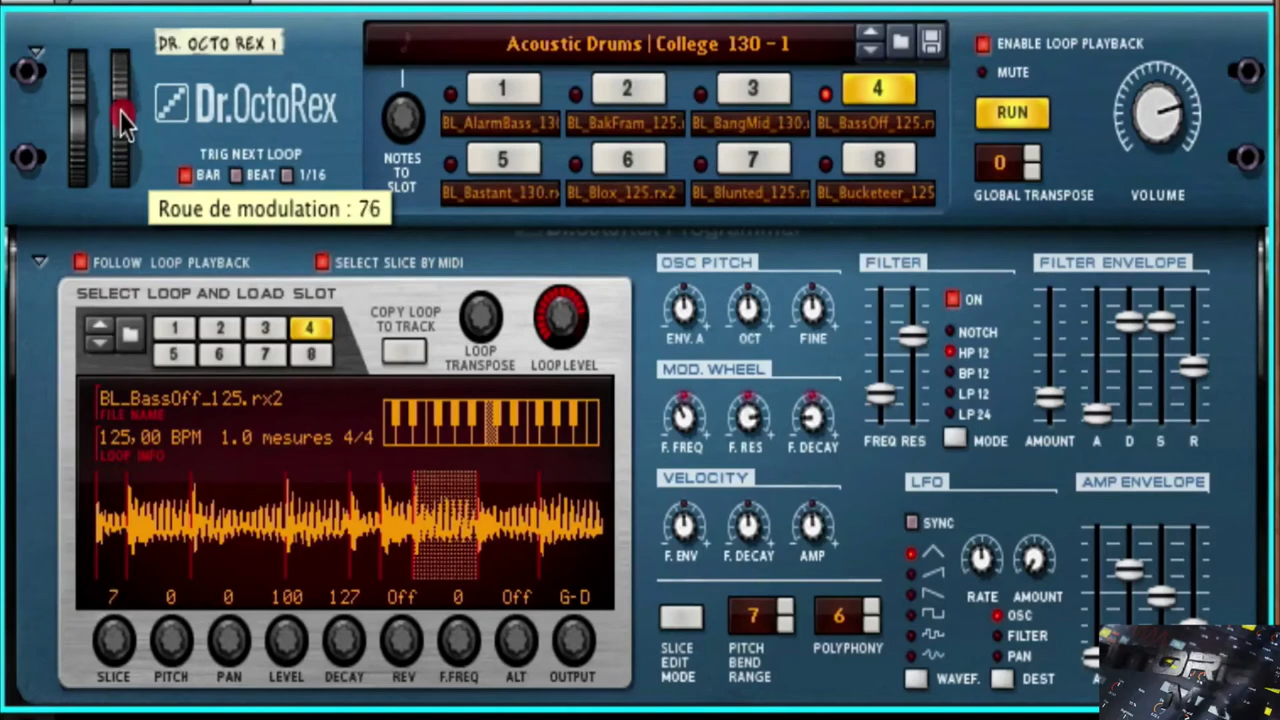 DR. OCTO REX 1
Dr.OctoRex
TRIG NEXT LOOP
BAR BEAT 1/16
Roue de modulation : 76
NOTES
TO
SLOT
Acoustic Drums | College 130 - 1
1 2 3 4
BL_AlarmBass_130 BL_BakFram_125.r BL_BangMid_130.r BL_BassOff_125.rx
5 6 7 8
BL_Bastant_130.rx BL_Blox_125.rx2 BL_Blunted_125.rx BL_Bucketeer_125
ENABLE LOOP PLAYBACK
MUTE
RUN
0
GLOBAL TRANSPOSE
VOLUME
FOLLOW LOOP PLAYBACK
SELECT SLICE BY MIDI
SELECT LOOP AND LOAD SLOT
1 2 3 4
5 6 7 8
COPY LOOP
TO TRACK
LOOP
TRANSPOSE
LOOP LEVEL
BL_BassOff_125.rx2
FILE NAME
125,00 BPM 1.0 mesures 4/4
LOOP INFO
7 0 0 100 127 Off 0 Off G-D
SLICE PITCH PAN LEVEL DECAY REV F.FREQ ALT OUTPUT
OSC PITCH
ENV. A OCT FINE
MOD. WHEEL
F. FREQ F. RES F. DECAY
VELOCITY
F. ENV F. DECAY AMP
SLICE
EDIT
MODE
7
PITCH
BEND
RANGE
6
POLYPHONY
FILTER
ON
NOTCH
HP 12
BP 12
LP 12
LP 24
FREQ RES MODE
FILTER ENVELOPE
AMOUNT A D S R
LFO
SYNC
RATE AMOUNT
OSC
FILTER
PAN
WAVEF. DEST
AMP ENVELOPE